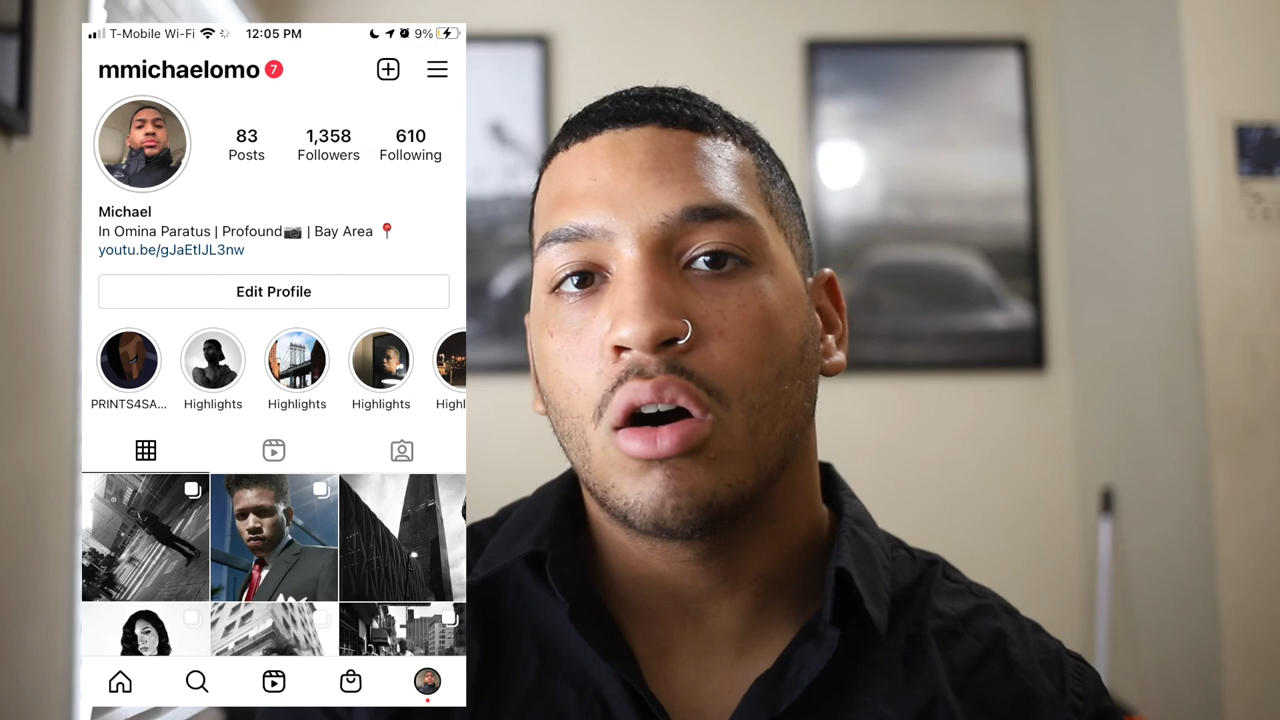 T-Mobile Wi-Fi 12:05 PM 9%
mmichaelomo 7
83 1,358 610
Posts Followers Following
Michael
In Omina Paratus | Profound📷 | Bay Area 📍
youtu.be/gJaEtlJL3nw
Edit Profile
PRINTS4SA... Highlights Highlights Highlights Highl